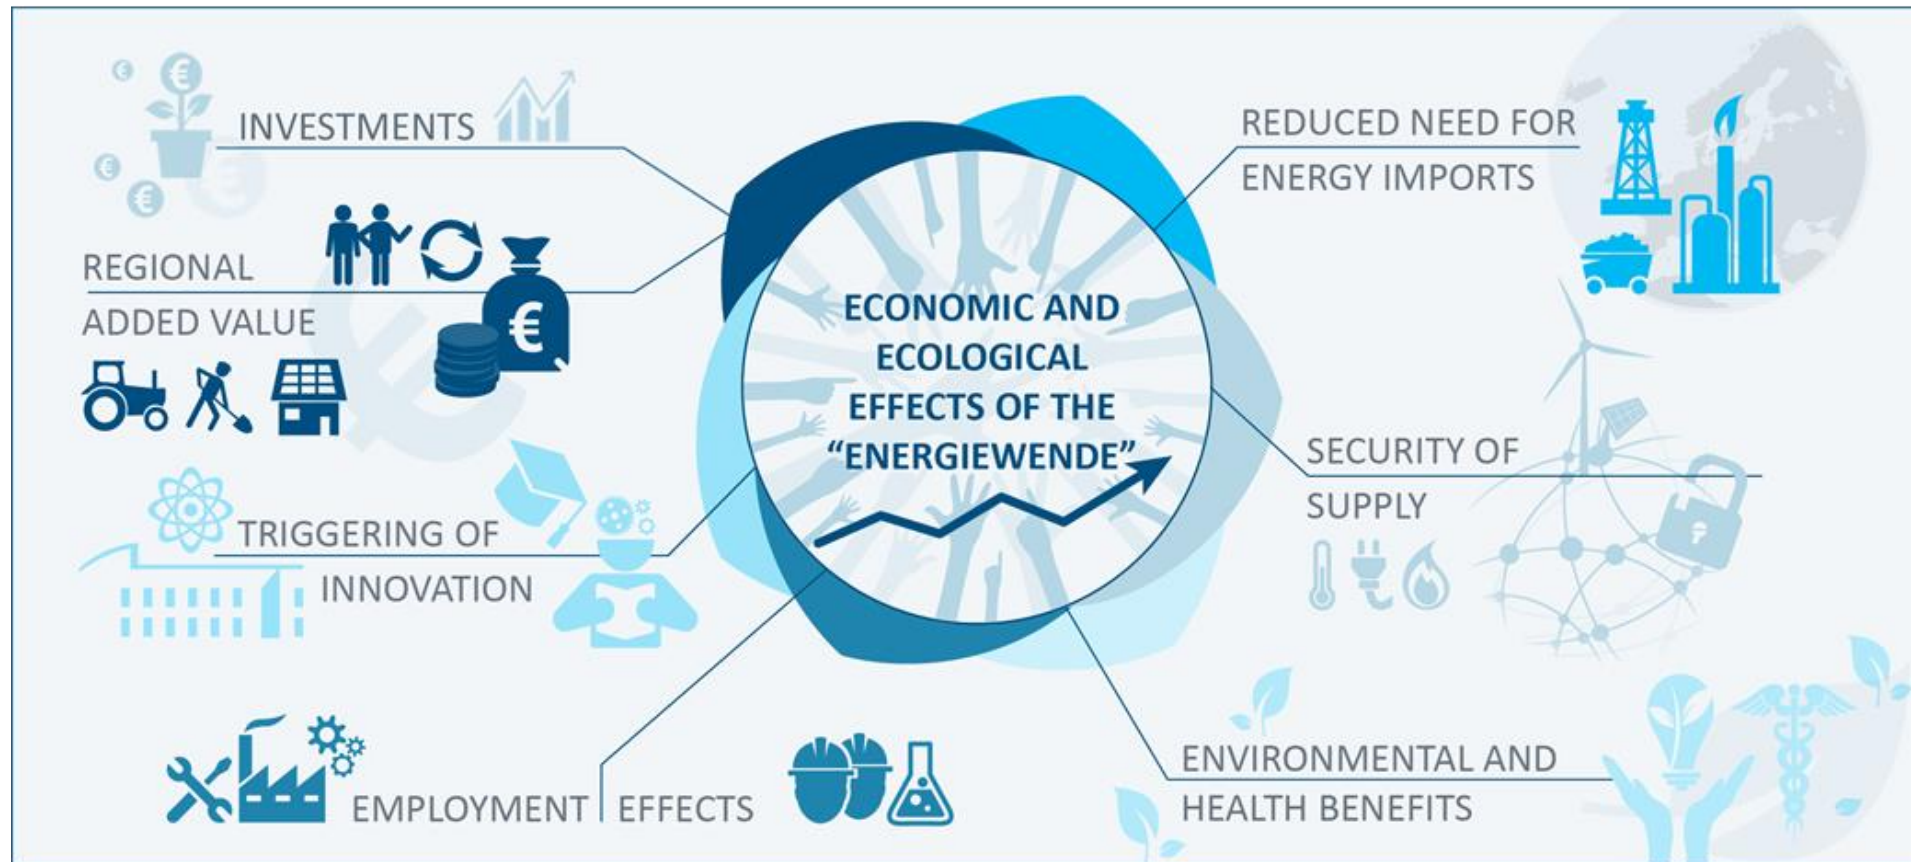 INVESTMENTS
REGIONAL
ADDED VALUE
€
TRIGGERING OF
INNOVATION
EMPLOYMENT EFFECTS
ECONOMIC AND
ECOLOGICAL
EFFECTS OF THE
“ENERGIEWENDE”
REDUCED NEED FOR
ENERGY IMPORTS
SECURITY OF
SUPPLY
ENVIRONMENTAL AND
HEALTH BENEFITS